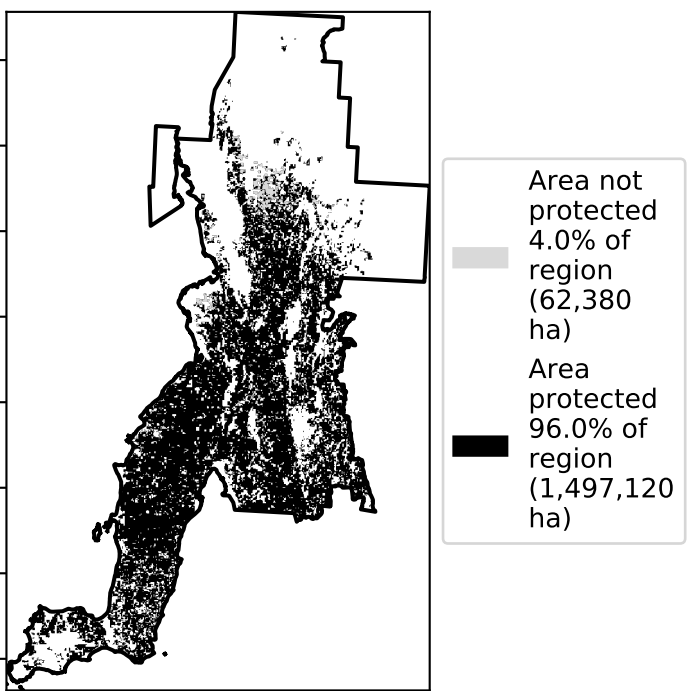 Area not
protected
4.0% of
region
(62,380
ha)
Area
protected
96.0% of
region
(1,497,120
ha)